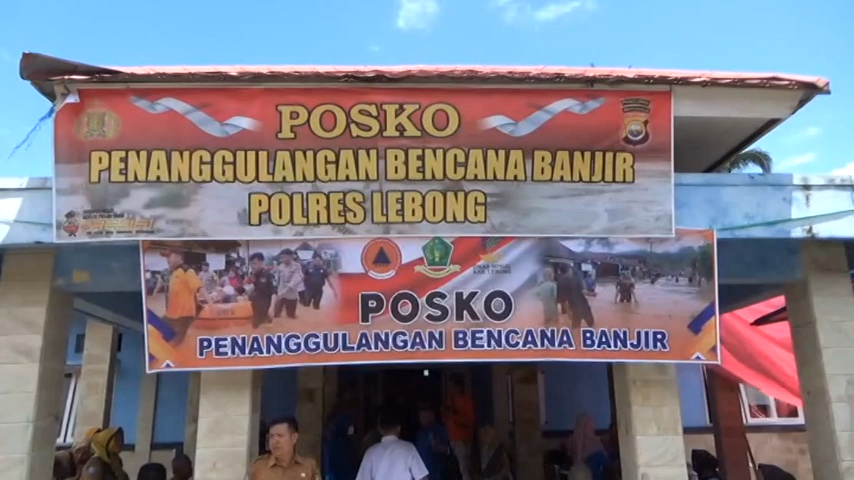 POSKO
PENANGGULANGAN BENCANA BANJIR
POLRES LEBONG
POSKO
PENANGGULANGAN BENCANA BANJIR